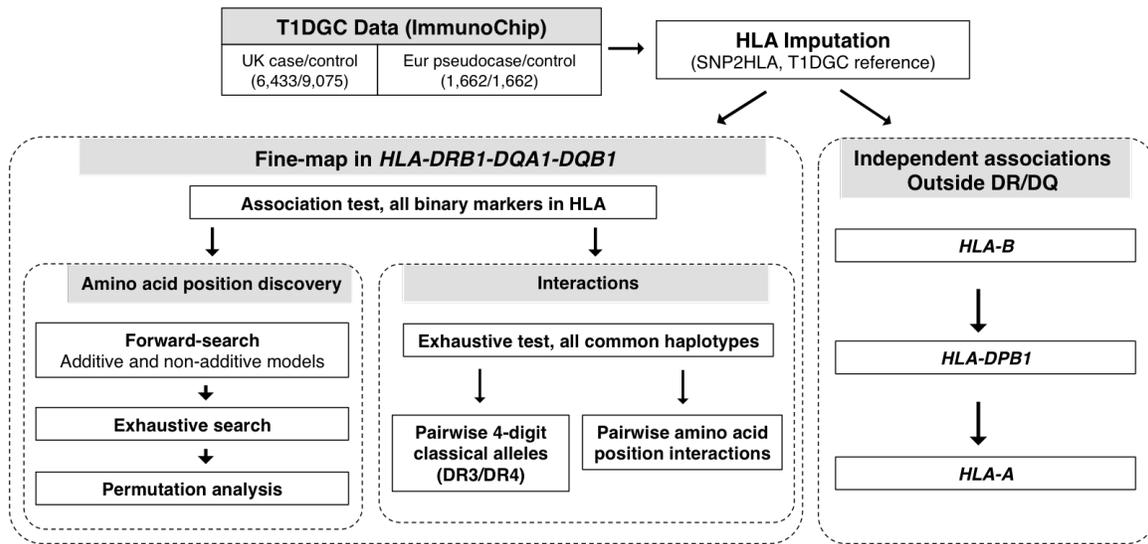 T1DGC Data (ImmunoChip)
UK case/control
(6,433/9,075)
Eur pseudocase/control
(1,662/1,662)
HLA Imputation
(SNP2HLA, T1DGC reference)
Fine-map in HLA-DRB1-DQA1-DQB1
Association test, all binary markers in HLA
Amino acid position discovery
Forward-search
Additive and non-additive models
Exhaustive search
Permutation analysis
Interactions
Exhaustive test, all common haplotypes
Pairwise 4-digit
classical alleles
(DR3/DR4)
Pairwise amino acid
position interactions
Independent associations
Outside DR/DQ
HLA-B
HLA-DPB1
HLA-A